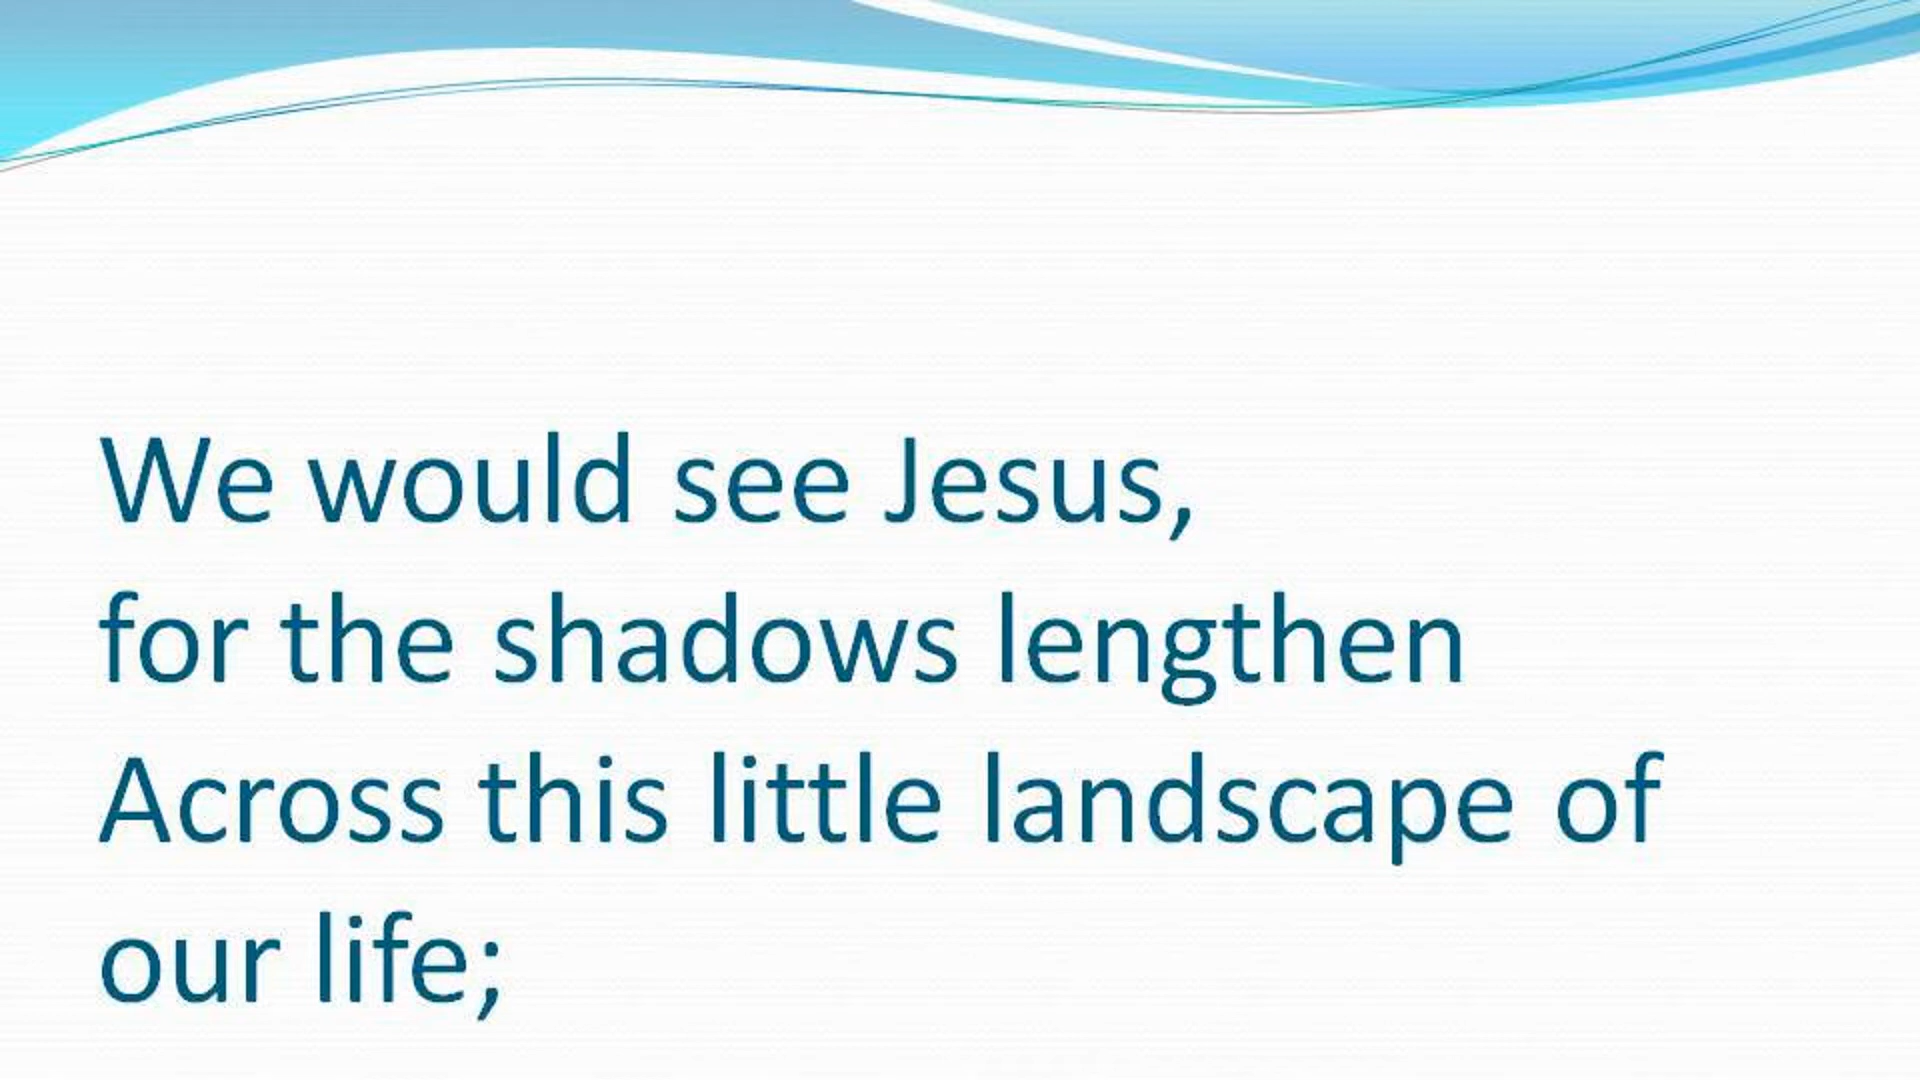 We would see Jesus,
for the shadows lengthen
Across this little landscape of
our life;